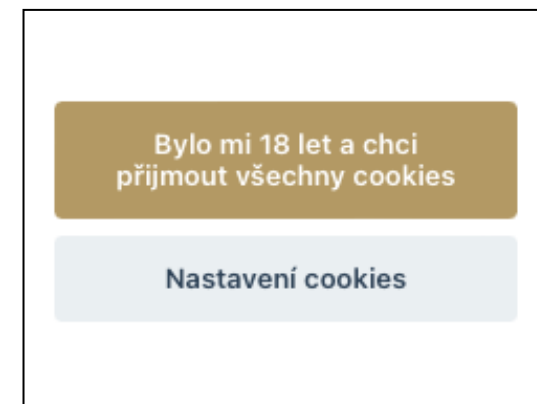 Bylo mi 18 let a chci
přijmout všechny cookies
Nastavení cookies